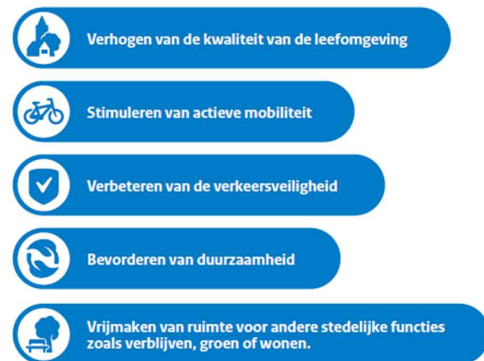 Verhogen van de kwaliteit van de leefomgeving
Stimuleren van actieve mobiliteit
Verbeteren van de verkeersveiligheid
Bevorderen van duurzaamheid
Vrijmaken van ruimte voor andere stedelijke functies
zoals verblijven, groen of wonen.